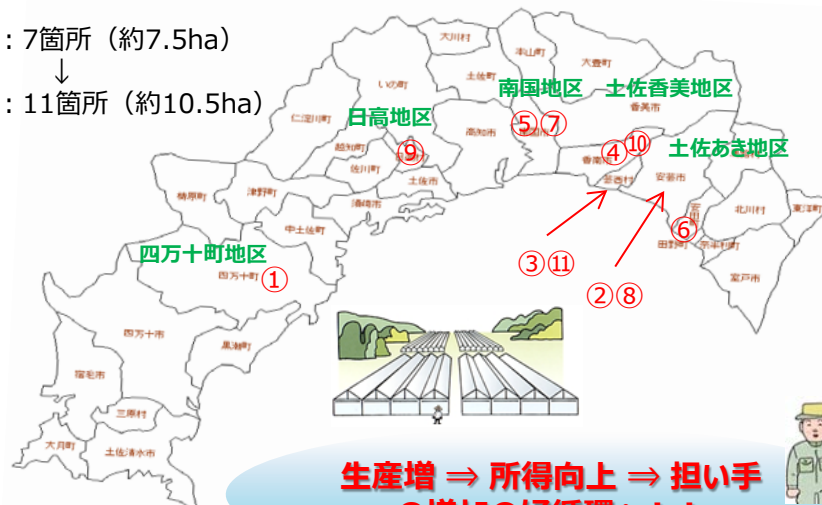 ：7箇所（約7.5ha）
↓
：11箇所（約10.5ha）
大川村
本山町
大豊町
土佐町
いの町
南国地区
土佐香美地区
香美市
仁淀川町
日高地区
⑤⑦
高知市
越知町
⑨
④
⑩
土佐あき地区
香南市
佐川町
安芸市
芸西村
土佐市
梼原町
津野町
須崎市
北川村
東洋町
中土佐町
安田町
⑥
田野町
奈半利町
四万十町地区
四万十町
①
③⑪
②⑧
室戸市
四万十市
黒潮町
宿毛市
三原村
大月町
土佐清水市
生産増 ⇒ 所得向上 ⇒ 担い手